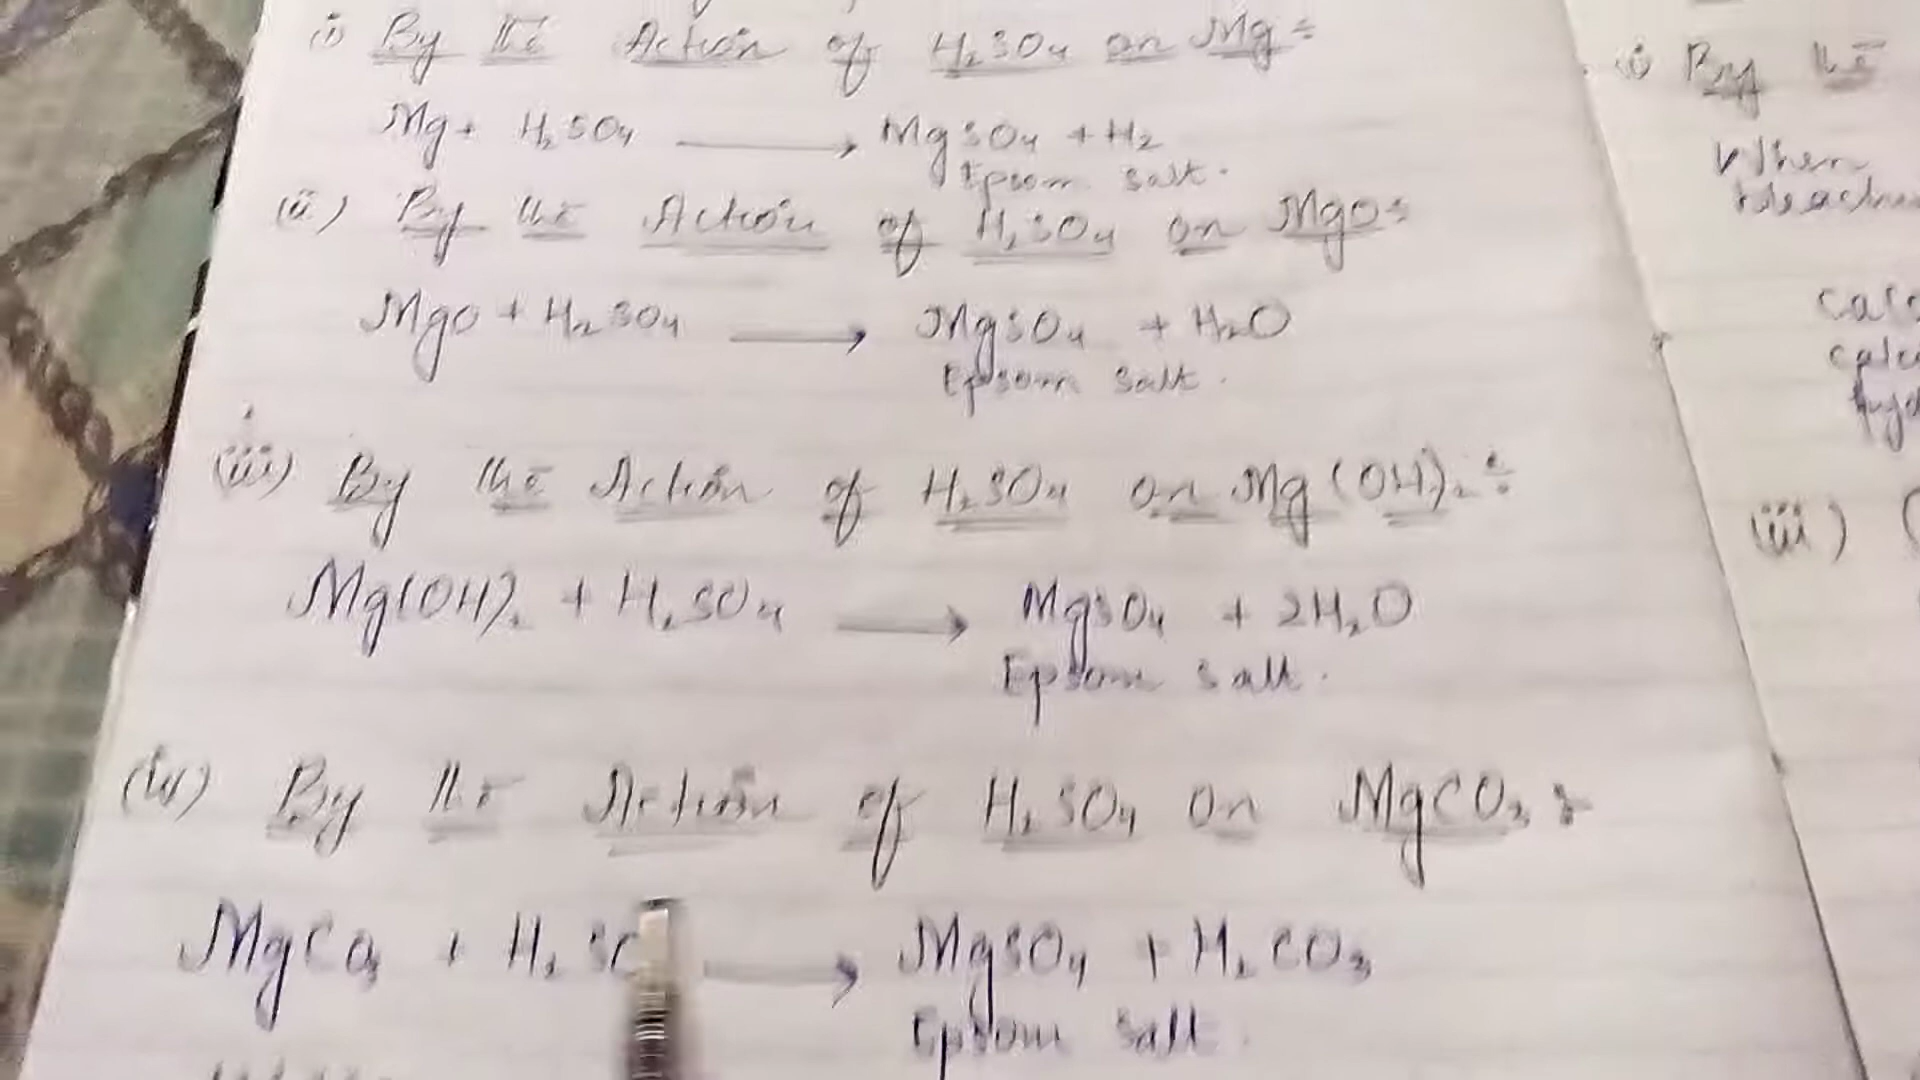 i) By the Action of H₂SO₄ on Mg:
Mg + H₂SO₄ → MgSO₄ + H₂
Epsom salt.
(ii) By the Action of H₂SO₄ on MgO:
MgO + H₂SO₄ → MgSO₄ + H₂O
Epsom salt.
(iii) By the Action of H₂SO₄ on Mg(OH)₂:
Mg(OH)₂ + H₂SO₄ → MgSO₄ + 2H₂O
Epsom salt.
(iv) By the Action of H₂SO₄ on MgCO₃:
MgCO₃ + H₂ S → MgSO₄ + H₂CO₃
Epsom salt.
i) By the
When
(iii)